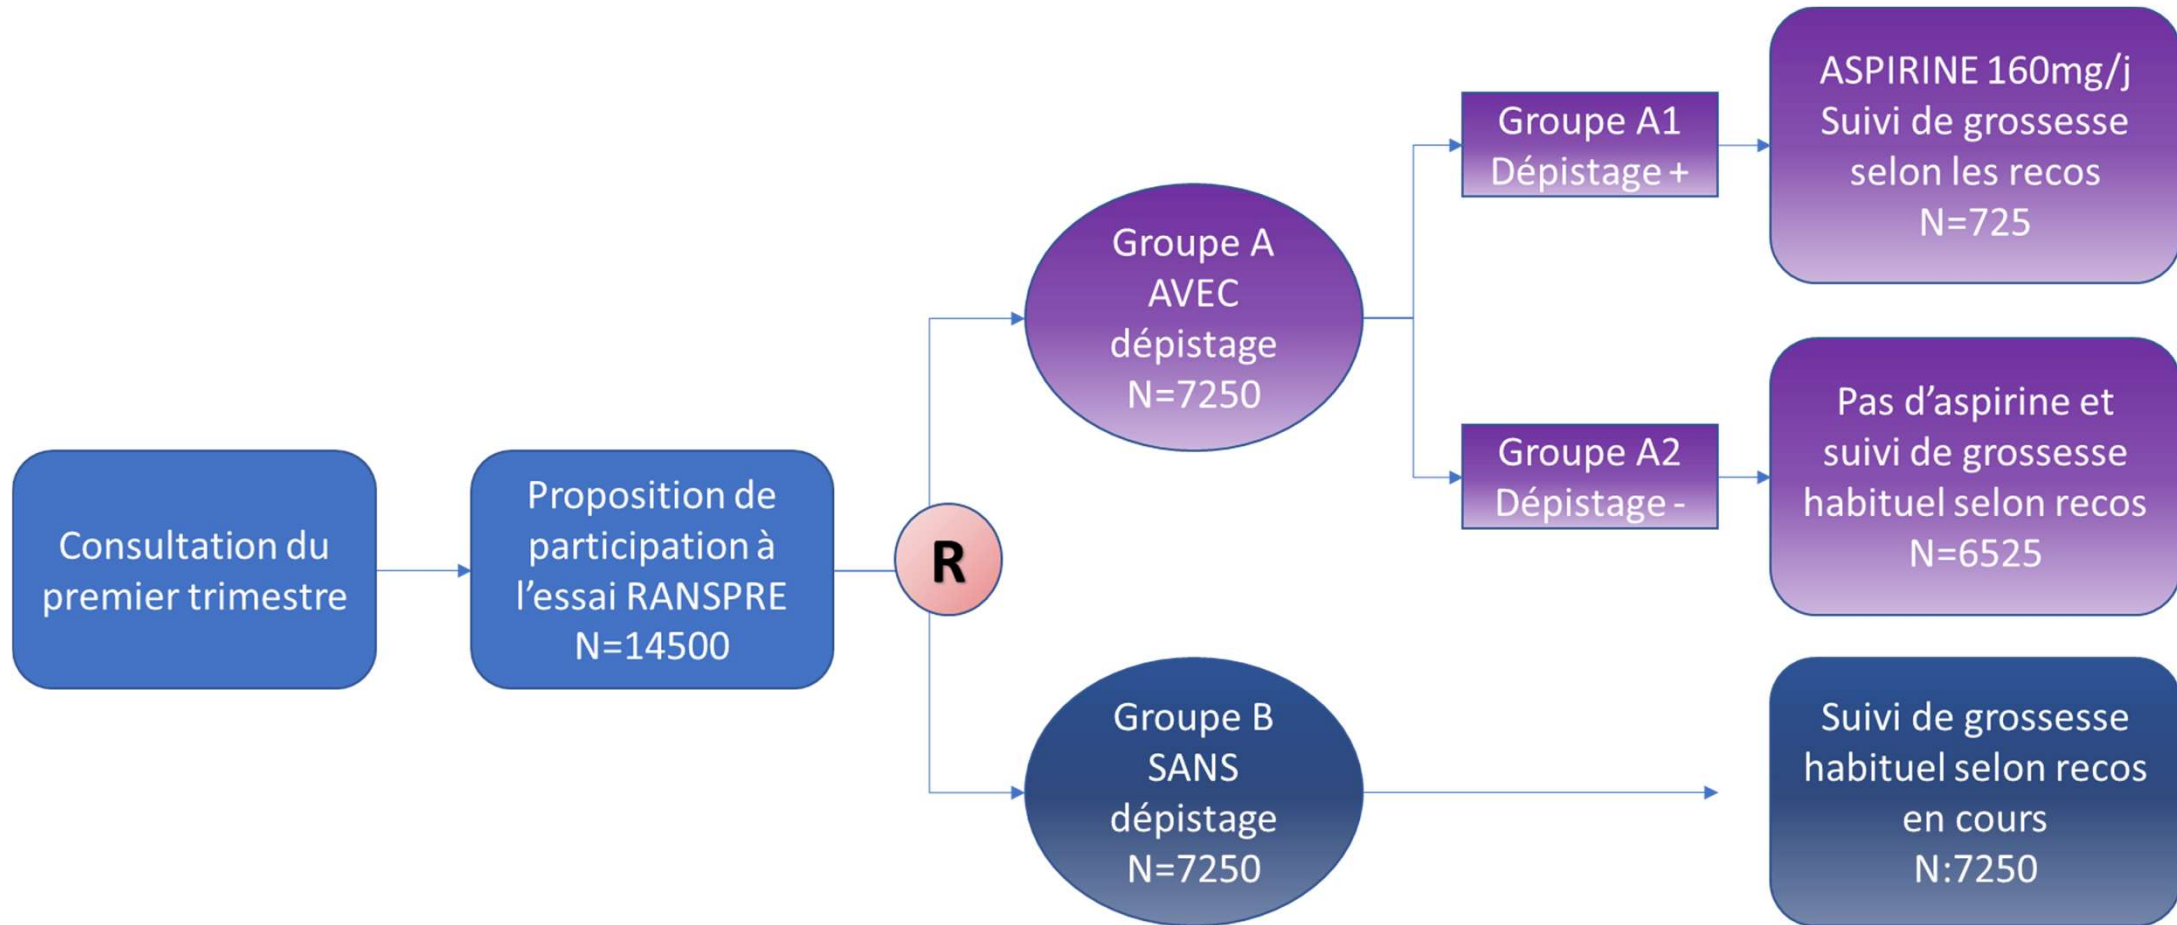 Consultation du
premier trimestre
Proposition de
participation à
l’essai RANSPRE
N=14500
R
Groupe A
AVEC
dépistage
N=7250
Groupe A1
Dépistage +
ASPIRINE 160mg/j
Suivi de grossesse
selon les recos
N=725
Groupe A2
Dépistage -
Pas d’aspirine et
suivi de grossesse
habituel selon recos
N=6525
Groupe B
SANS
dépistage
N=7250
Suivi de grossesse
habituel selon recos
en cours
N:7250